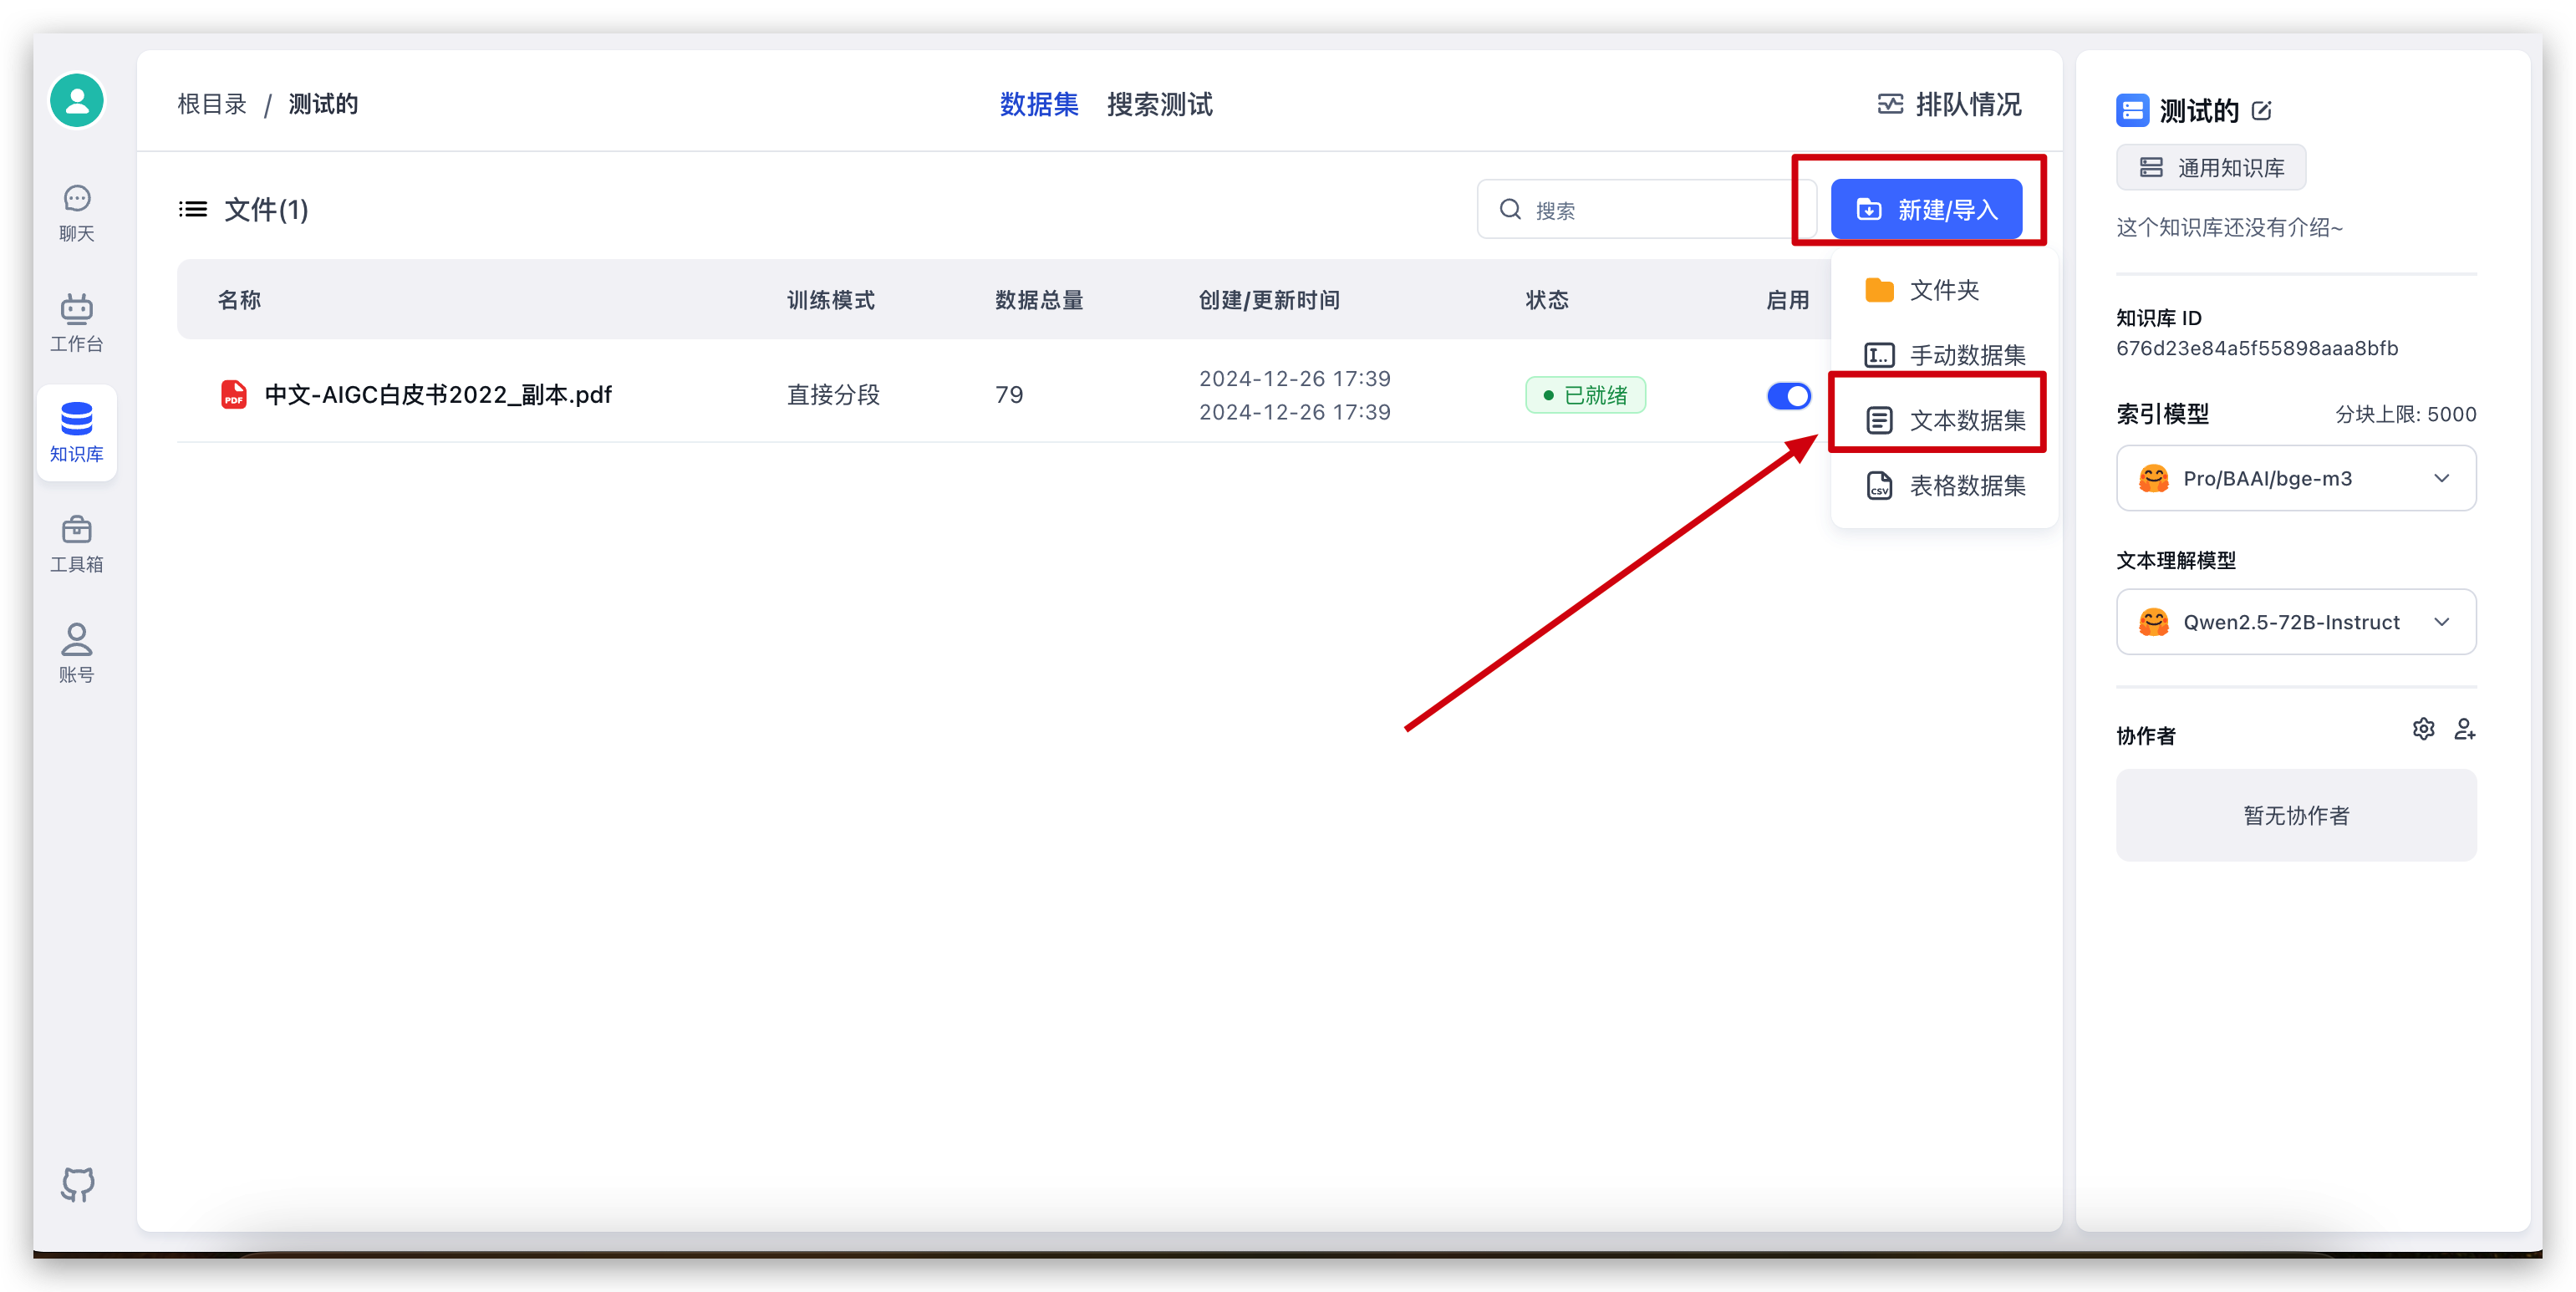 根目录 / 测试的
数据集 搜索测试
排队情况
聊天
工作台
知识库
工具箱
账号
文件(1)
搜索
新建/导入
名称 训练模式 数据总量 创建/更新时间 状态 启用
PDF 中文-AIGC白皮书2022_副本.pdf 直接分段 79 2024-12-26 17:39 已就绪
2024-12-26 17:39
文件夹
手动数据集
文本数据集
CSV 表格数据集
测试的
通用知识库
这个知识库还没有介绍~
知识库 ID
676d23e84a5f55898aaa8bfb
索引模型 分块上限: 5000
Pro/BAAI/bge-m3
文本理解模型
Qwen2.5-72B-Instruct
协作者
暂无协作者